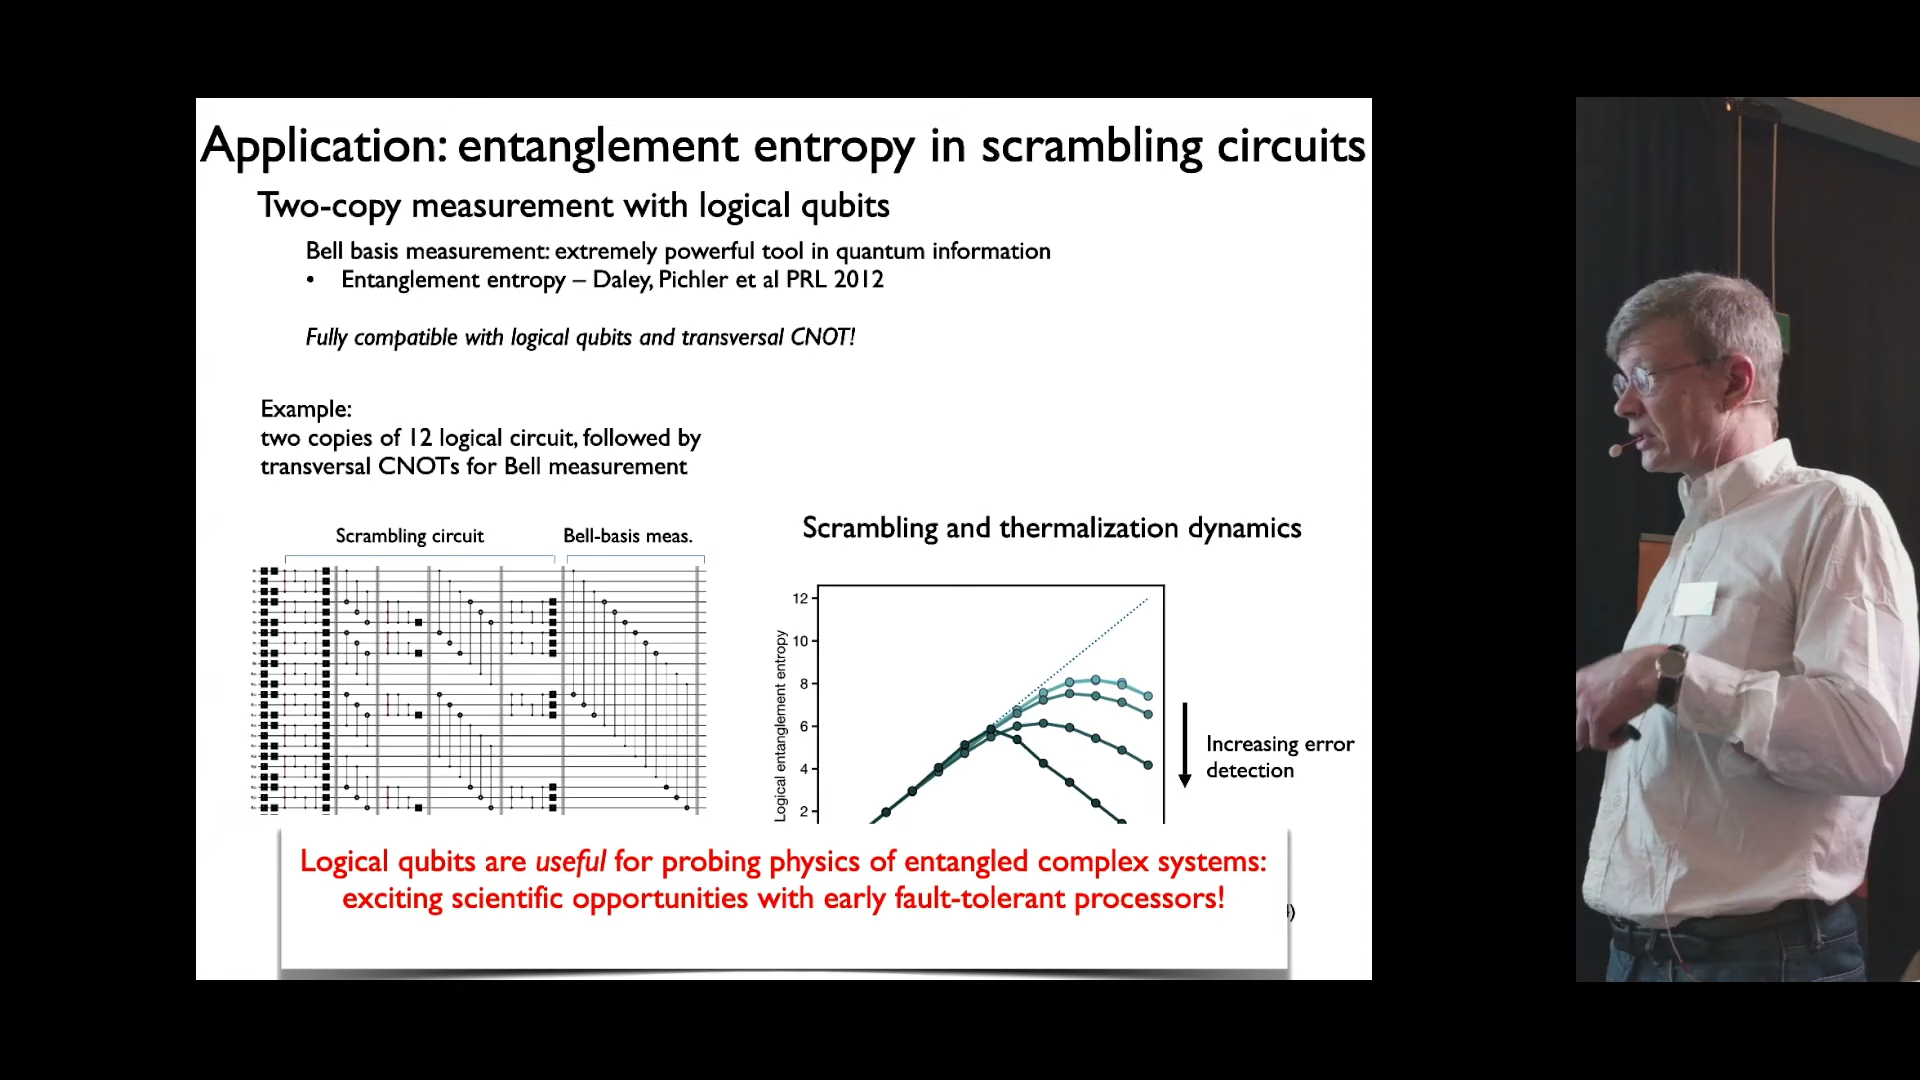 Application: entanglement entropy in scrambling circuits
Two-copy measurement with logical qubits
Bell basis measurement: extremely powerful tool in quantum information
• Entanglement entropy – Daley, Pichler et al PRL 2012
Fully compatible with logical qubits and transversal CNOT!
Example:
two copies of 12 logical circuit, followed by
transversal CNOTs for Bell measurement
Scrambling circuit
Bell-basis meas.
Scrambling and thermalization dynamics
Logical entanglement entropy
12
10
8
6
4
2
Increasing error
detection
Logical qubits are useful for probing physics of entangled complex systems:
exciting scientific opportunities with early fault-tolerant processors!